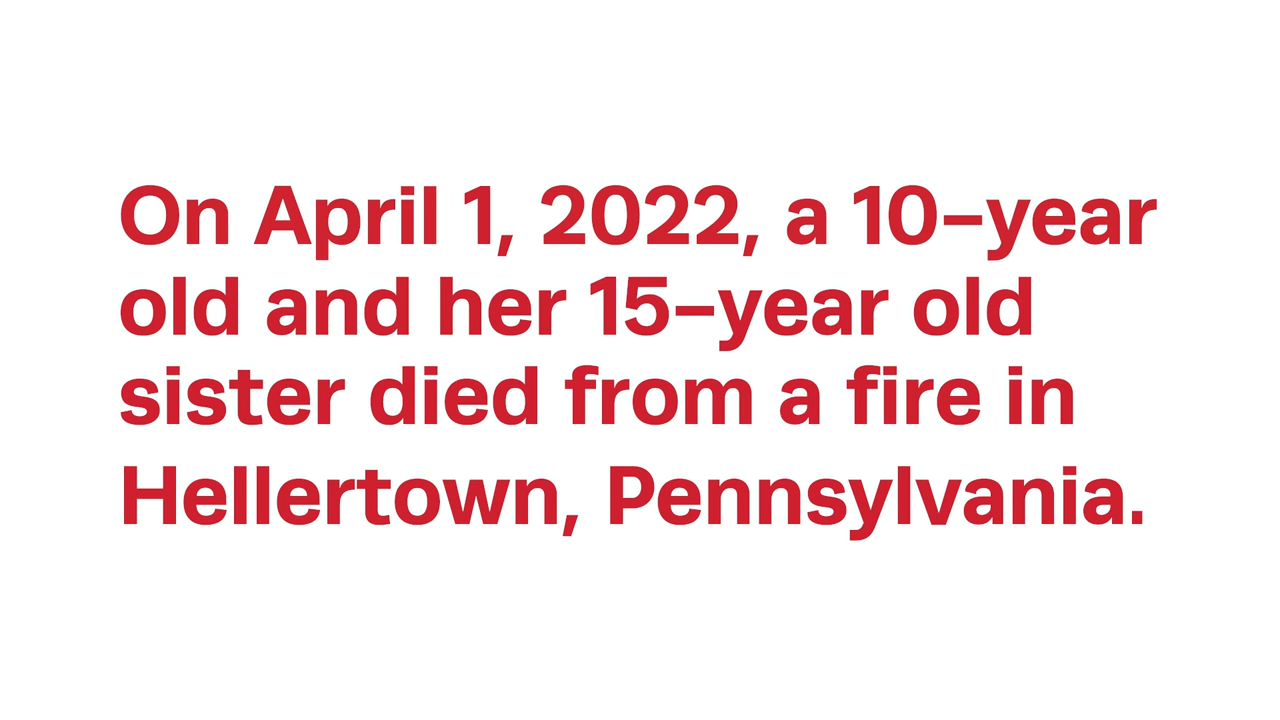 On April 1, 2022, a 10–year
old and her 15–year old
sister died from a fire in
Hellertown, Pennsylvania.